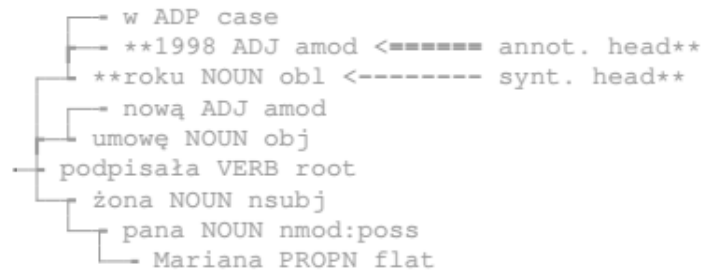 w ADP case
**1998 ADJ amod <====== annot. head**
**roku NOUN obl <-------- synt. head**
nową ADJ amod
umowę NOUN obj
podpisała VERB root
żona NOUN nsubj
pana NOUN nmod:poss
Mariana PROPN flat